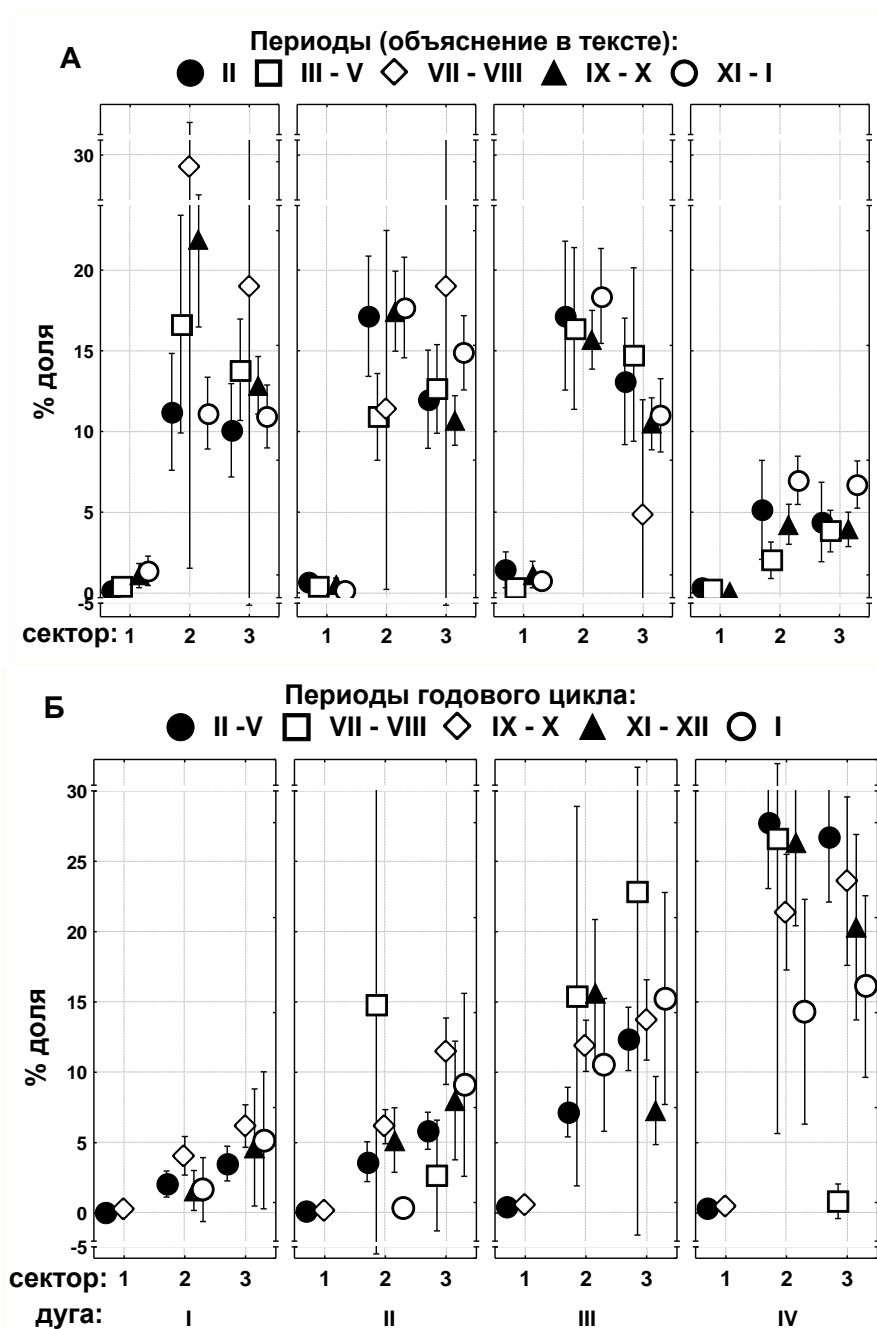 А
Периоды (объяснение в тексте):
II III - V VII - VIII IX - X XI - I
% доля
30
20
15
10
5
0
-5
сектор: 1 2 3 1 2 3 1 2 3 1 2 3
Б
Периоды годового цикла:
II -V VII - VIII IX - X XI - XII I
% доля
30
25
20
15
10
5
0
-5
сектор: 1 2 3 1 2 3 1 2 3 1 2 3
дуга: I II III IV